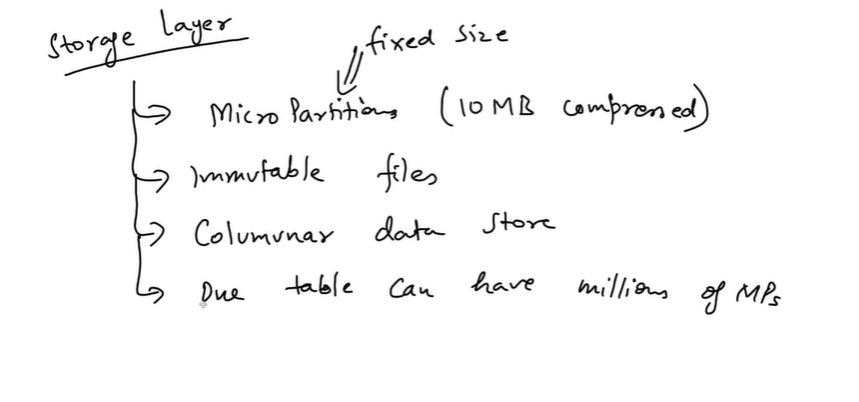 Storage Layer
fixed size
Micro Partitions (10 MB compressed)
Immutable files
Columunar data store
One table can have millions of MPs